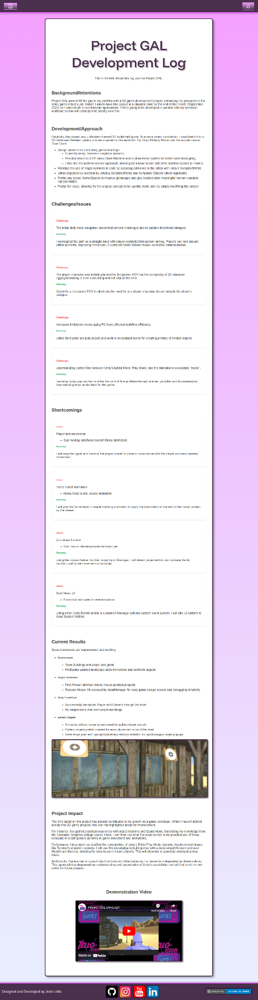 Project GAL
Development Log
This is the first official dev log post for Project GAL
Background/Intentions
Project GAL aims to fill the gap in my portfolio with a 3D game development project, enhancing my prospects in the
video game industry job market. I aim to have this project in a playable state by the end of this month (September
2023) so I can include it on internship applications. This is going to be developed in parallel with my semester
workload so that will certainly hold priority over this.
Development/Approach
Originally, the project was a Western-themed 3D bullet-hell game. To ensure timely completion, I simplified it into a
3D rail-based Western gallery shooter inspired by Disneyland's Toy Story Midway Mania and the arcade classic
Time Crisis
• Design patterns for controlling game-flow logic:
◦ Currently using Tarodev's singleton systems.
◦ Possibly return to a C# native State Machine and custom event system for better code decoupling.
◦ I also like the additive scenes approach, allowing for a base scene with other additive scenes to mask it.
• Minimize the use of magic numbers in code by exposing primitives to the editor with Unity's SerializedFields
• Utilize dependency injection by utilizing SerializedFields and Scriptable Objects where applicable.
• Prefab any scene GameObjects to improve git merges and give tracked data meaningful human readable
representation.
• Prefab for reuse, allowing for the original concept to be quickly made later by simply modifying this project
Challenges/Issues
Challenge:
The initial dolly-track navigation presented camera challenges due to sudden directional changes.
Remedy:
I redesigned the path as a straight track with player-controlled first-person aiming. Players can look around
within set limits, improving immersion. A centered reticle follows mouse-controlled camera motion.
Challenge:
The player character was initially planned for 3rd-person POV but the complexity of 3D character
rigging/animating is time-consuming and not vital at this time.
Remedy:
Opted for a 1st person POV to eliminate the need for any player character visuals outside the player's
arm/gun.
Challenge:
Hardware limitations on my aging PC have affected workflow efficiency.
Remedy:
Utilize third-party low-poly assets and work in an isolated scene for creating prefabs of smaller objects
Challenge:
understanding control flow between Unity's Editor Mode, Play Mode, and the standalone executable "mode".
Remedy:
Learning many approaches to solve the control flow problem through articles, youtube and documentation,
then deciding what works best for the game.
Shortcomings
Issue:
Player arm movement
• Gun-holding arm/hand doesn't follow aim/reticle
Remedy:
I will map the upper arm bone of the player model to rotate in accordance with the player aim/view camera
movement
Issue:
Horse model animation
• Horse head is idle, needs animation
Remedy:
I will give the horse head a simple bobbing animation to imply the locomotion of the rest of the horse unseen
by the viewer.
Issue:
Gun doesn't shoot
• Gun has no shooting implementation yet
Remedy:
Using the raycast helper function in my Input Manager, I will detect projectile hits and animate the hit,
location, and score increment accordingly.
Issue:
Start Menu UI
• Exists but isn't wired to events/actions
Remedy:
Using either Unity Events and/or a custom UI Manager with my custom event system, I will wire UI buttons to
Input System Actions
Current Results
Several elements are implemented and working:
• Environment
◦ Town Buildings and props look great
◦ ProBuilder painted landscape adds immersion and aesthetic appeal
• Player Controller
◦ First-Person aim/look tracks mouse position properly
◦ Raycast Mouse Hit exposed by InputManager for easy game design access and debugging simplicity
• Dolly Track/Cart
◦ Successfully transports Player and Camera through the level
◦ No hairpin turns that overcomplicate things
• Gallery Targets
◦ 3rd party military range targets used for gallery target visuals
◦ Gallery targets prefab created for easy placement around the level
◦ Uses hinge joint with spring/dampening settings dialed in for quick/snappy target popups
Project Impact
The time spent on this project has already contributed to my growth as a game developer. While I haven't delved
deeply into 3D game projects, this one has highlighted areas for improvement.
For instance, I've gained practical experience with object rotations and Quaternions, translating my knowledge from
the Computer Graphics college course I took. I can then use what I've experienced in my practical use of these
concepts in creating more dynamic in-game movement and animations.
Furthermore, this project has clarified the complexities of Unity's Editor/Play Mode dynamic, thanks to techniques
like Tarodev's singleton systems. I will use this knowledge to build games with a more straightforward and user
friendly architecture, allowing for code reuse in future projects. This will allow me to speed up prototyping new
ideas.
Additionally, I've learned to accept help from tutorials while balancing my desire for independent problem-solving.
This approach has deepened my understanding and appreciation of Unity's capabilities and will fast track my own
ability for future projects.
Demonstration Video
Project GAL DevLog1
Watch later
Share
GAMES
GAMES
TELLO-VISION
TELLO-VISION
Watch on YouTube
GAMES
Designed and Developed by Josh Lollis
You Tube
in
WAKATIME 43 HRS 45 MINS